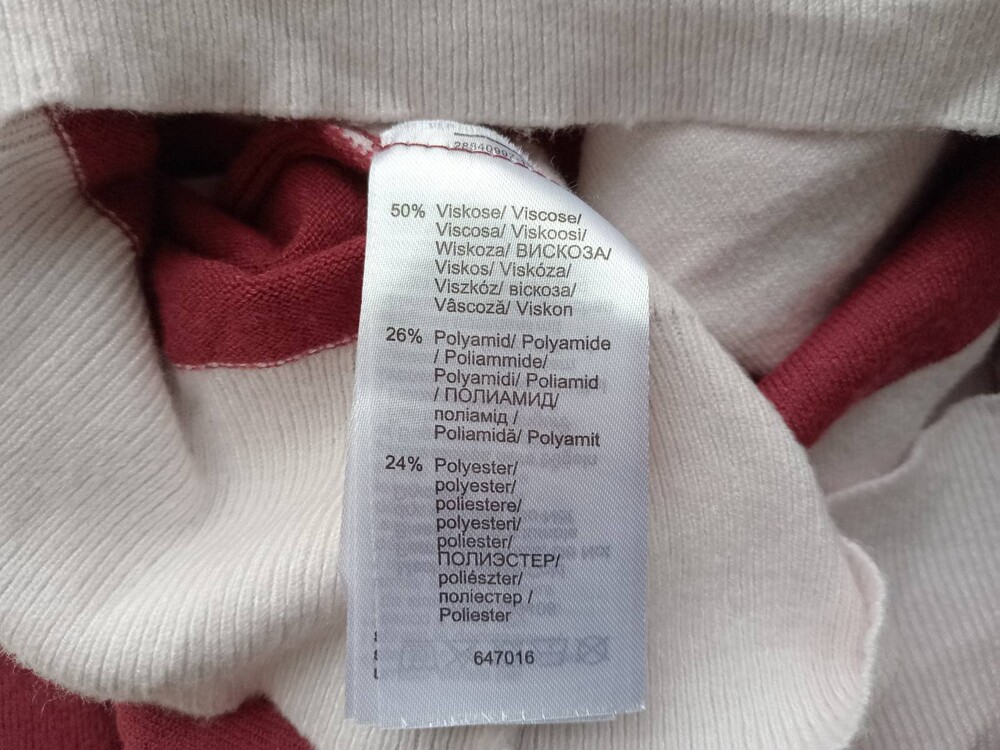 50% Viskose/ Viscose/
Viscosa/ Viskoosi/
Wiskoza/ ВИСКОЗА/
Viskos/ Viskóza/
Viszkóz/ віскоза/
Vâscoză/ Viskon
26% Polyamid/ Polyamide
/ Poliammide/
Polyamidi/ Poliamid
/ ПОЛИАМИД/
поліамід /
Poliamidă/ Polyamit
24% Polyester/
polyester/
poliestere/
polyesteri/
poliester/
ПОЛИЭСТЕР/
poliészter/
поліестер /
Poliester
647016